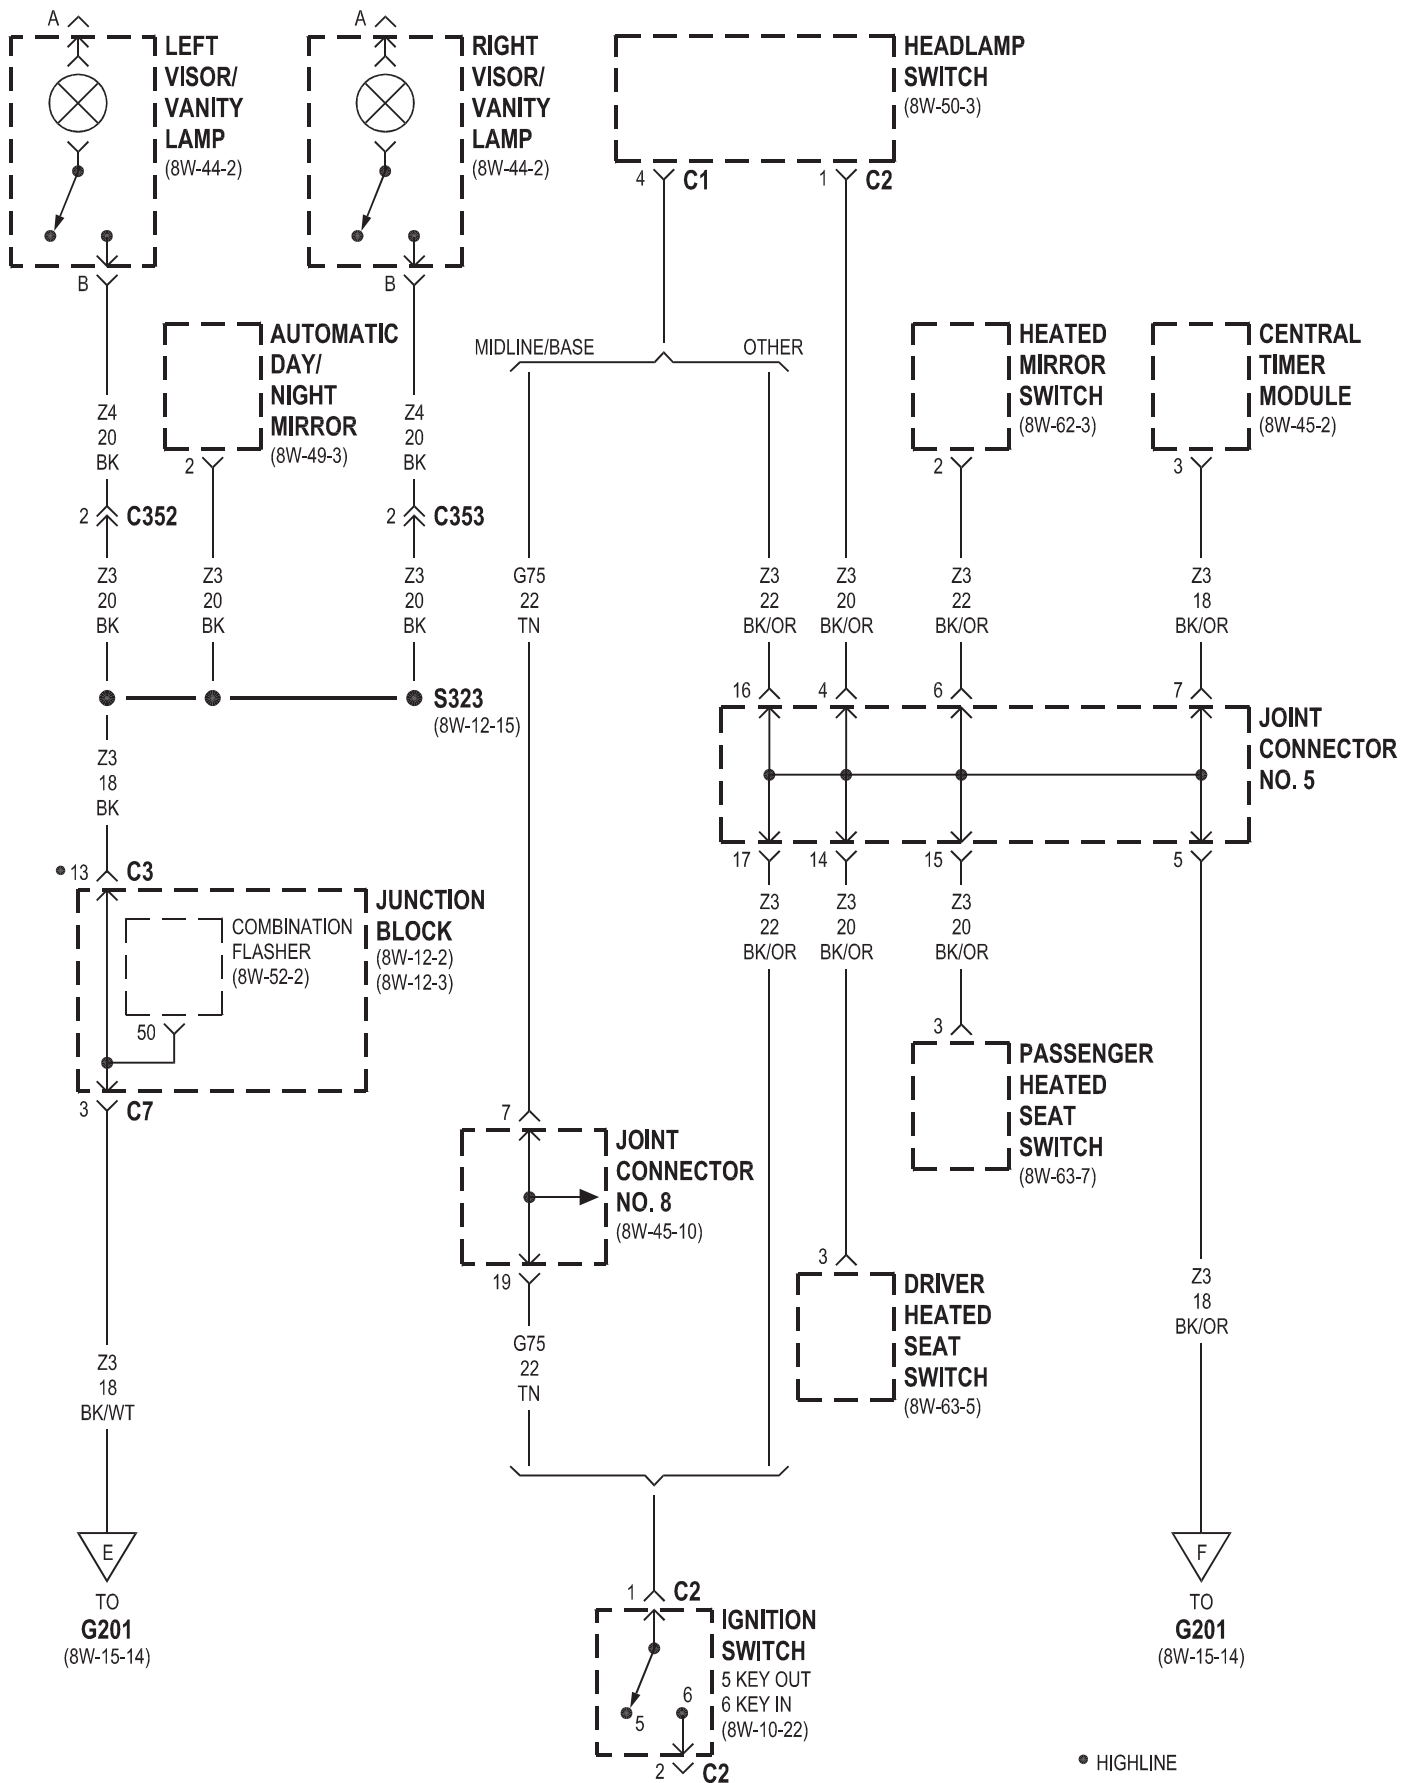 A
LEFT
VISOR/
VANITY
LAMP
(8W-44-2)
B
A
RIGHT
VISOR/
VANITY
LAMP
(8W-44-2)
B
HEADLAMP
SWITCH
(8W-50-3)
4 C1
1 C2
AUTOMATIC
DAY/
NIGHT
MIRROR
(8W-49-3)
2
MIDLINE/BASE
OTHER
HEATED
MIRROR
SWITCH
(8W-62-3)
2
CENTRAL
TIMER
MODULE
(8W-45-2)
3
Z4
20
BK
Z4
20
BK
2 C352
2 C353
Z3
20
BK
Z3
20
BK
Z3
20
BK
G75
22
TN
Z3
22
BK/OR
Z3
20
BK/OR
Z3
22
BK/OR
Z3
18
BK/OR
S323
(8W-12-15)
16
4
6
7
JOINT
CONNECTOR
NO. 5
17
14
15
5
Z3
18
BK
• 13 C3
JUNCTION
BLOCK
(8W-12-2)
(8W-12-3)
COMBINATION
FLASHER
(8W-52-2)
50
3 C7
Z3
22
BK/OR
Z3
20
BK/OR
Z3
20
BK/OR
3
PASSENGER
HEATED
SEAT
SWITCH
(8W-63-7)
7
JOINT
CONNECTOR
NO. 8
(8W-45-10)
19
3
DRIVER
HEATED
SEAT
SWITCH
(8W-63-5)
Z3
18
BK/OR
G75
22
TN
Z3
18
BK/WT
E
TO
G201
(8W-15-14)
F
TO
G201
(8W-15-14)
1 C2
IGNITION
SWITCH
5 KEY OUT
6 KEY IN
(8W-10-22)
6
5
2 C2
• HIGHLINE